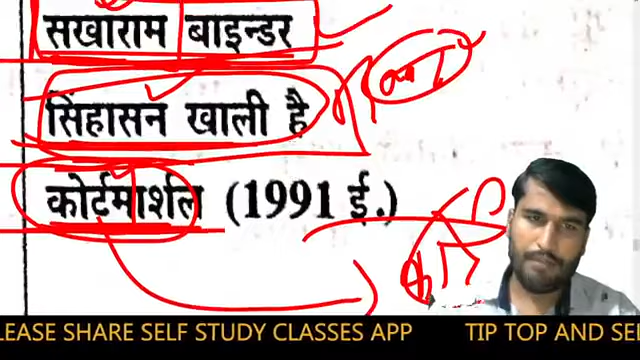 सखाराम बाइन्डर
सिंहासन खाली है
कोर्टमार्शल (1991 ई.)
LEASE SHARE SELF STUDY CLASSES APP TIP TOP AND SE